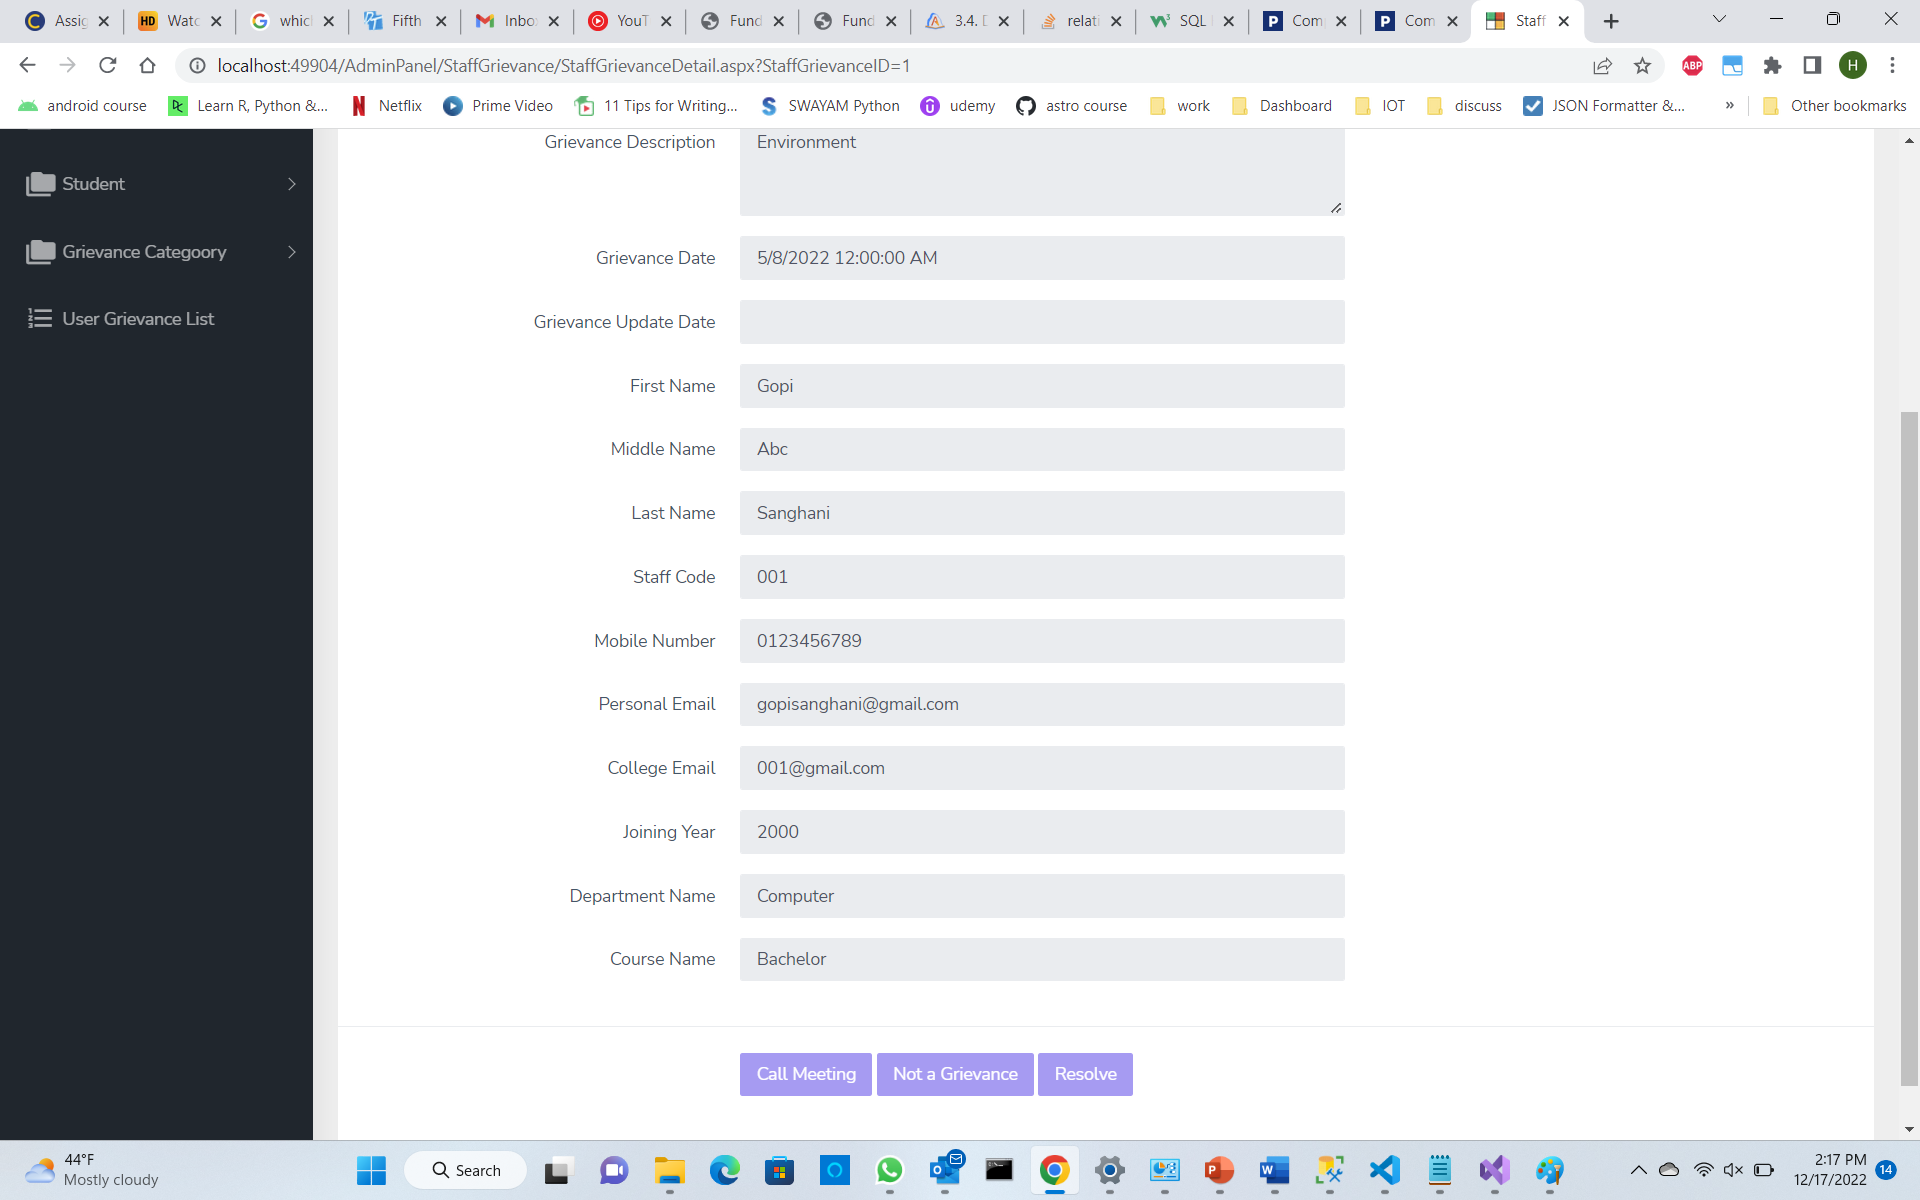 Assig
Watc
whic
Fifth
Inbo
YouT
Fund
Fund
3.4. D
relati
SQL
Com
Com
Staff
localhost:49904/AdminPanel/StaffGrievance/StaffGrievanceDetail.aspx?StaffGrievanceID=1
ABP
H
android course
Learn R, Python &...
Netflix
Prime Video
11 Tips for Writing...
SWAYAM Python
udemy
astro course
work
Dashboard
IOT
discuss
JSON Formatter &...
»
Other bookmarks
Student
Grievance Categoory
User Grievance List
Grievance Description Environment
Grievance Date 5/8/2022 12:00:00 AM
Grievance Update Date
First Name Gopi
Middle Name Abc
Last Name Sanghani
Staff Code 001
Mobile Number 0123456789
Personal Email gopisanghani@gmail.com
College Email 001@gmail.com
Joining Year 2000
Department Name Computer
Course Name Bachelor
Call Meeting Not a Grievance Resolve
44°F
Mostly cloudy
Search
2:17 PM
12/17/2022
14